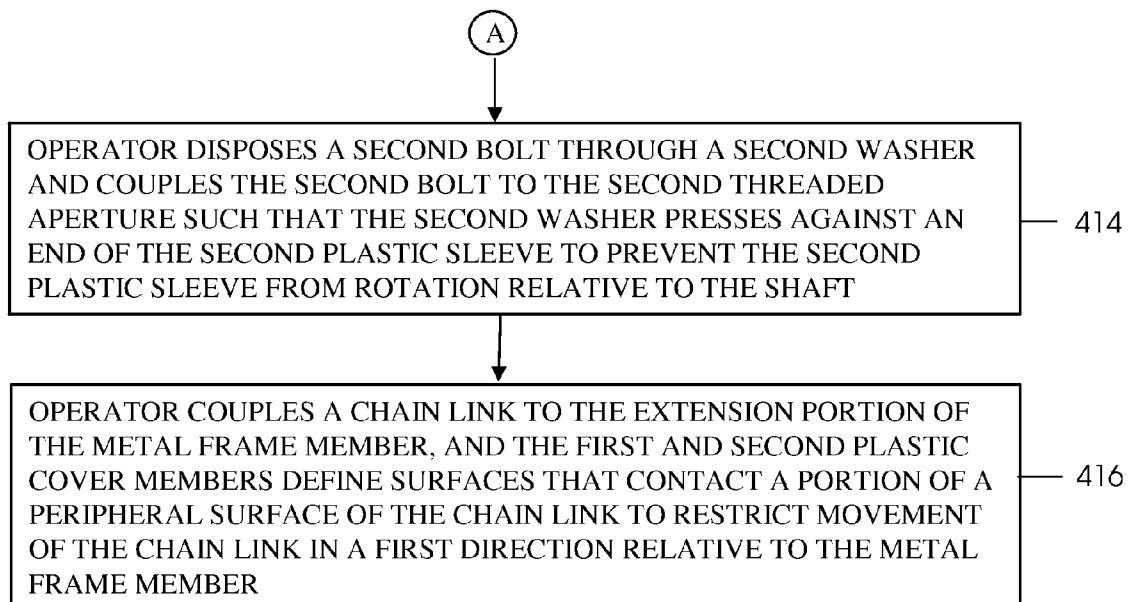 A
OPERATOR DISPOSES A SECOND BOLT THROUGH A SECOND WASHER
AND COUPLES THE SECOND BOLT TO THE SECOND THREADED
APERTURE SUCH THAT THE SECOND WASHER PRESSES AGAINST AN
END OF THE SECOND PLASTIC SLEEVE TO PREVENT THE SECOND
PLASTIC SLEEVE FROM ROTATION RELATIVE TO THE SHAFT
414
OPERATOR COUPLES A CHAIN LINK TO THE EXTENSION PORTION OF
THE METAL FRAME MEMBER, AND THE FIRST AND SECOND PLASTIC
COVER MEMBERS DEFINE SURFACES THAT CONTACT A PORTION OF A
PERIPHERAL SURFACE OF THE CHAIN LINK TO RESTRICT MOVEMENT
OF THE CHAIN LINK IN A FIRST DIRECTION RELATIVE TO THE METAL
FRAME MEMBER
416